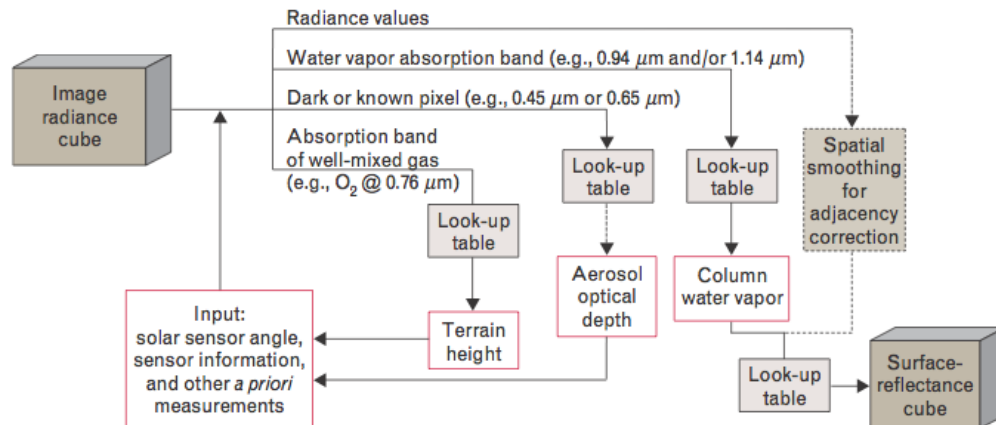 Radiance values
Water vapor absorption band (e.g., 0.94 μm and/or 1.14 μm)
Image
radiance
cube
Dark or known pixel (e.g., 0.45 μm or 0.65 μm)
Absorption band
of well-mixed gas
(e.g., O₂ @ 0.76 μm)
Look-up
table
Look-up
table
Look-up
table
Spatial
smoothing
for
adjacency
correction
Input:
solar sensor angle,
sensor information,
and other a priori
measurements
Terrain
height
Aerosol
optical
depth
Column
water vapor
Look-up
table
Surface-
reflectance
cube